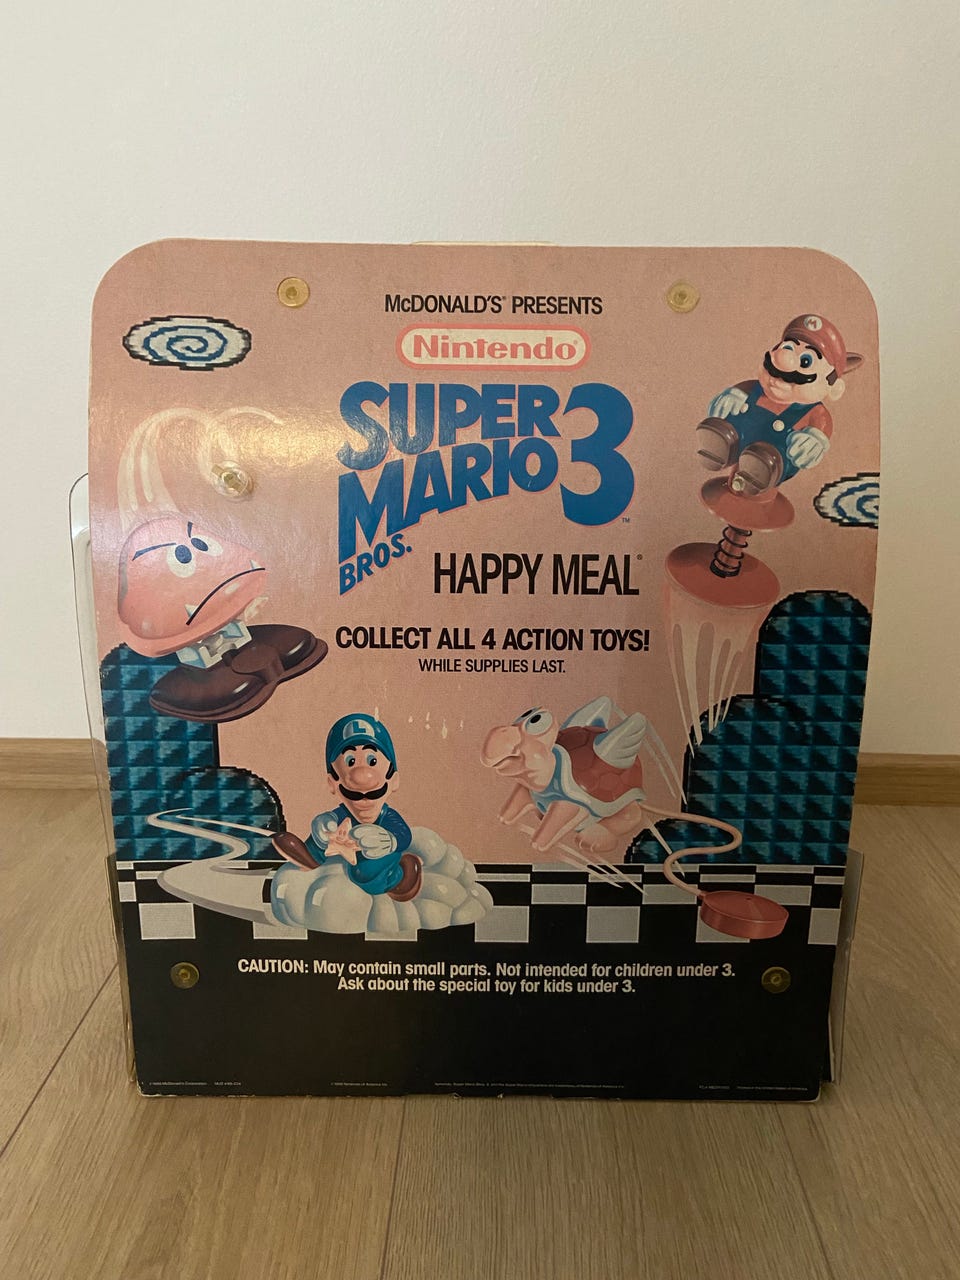 McDONALD'S® PRESENTS
Nintendo®
SUPER
MARIO 3™
BROS.
HAPPY MEAL®
COLLECT ALL 4 ACTION TOYS!
WHILE SUPPLIES LAST.
M
L
CAUTION: May contain small parts. Not intended for children under 3.
Ask about the special toy for kids under 3.